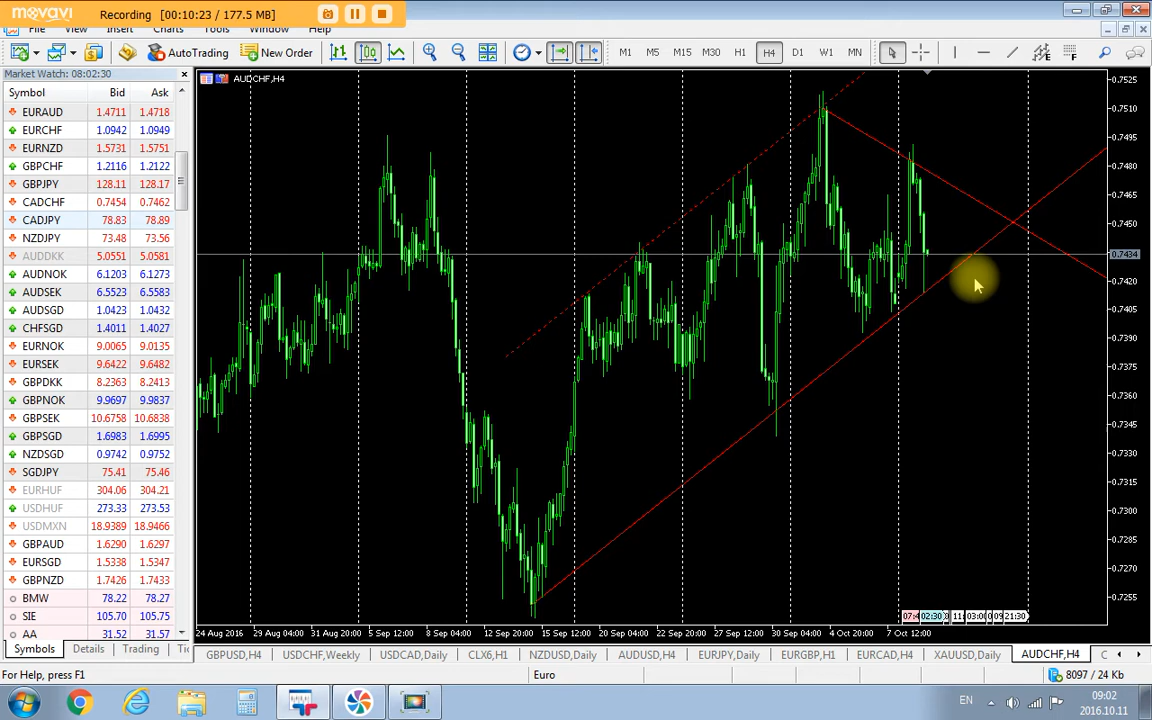 movavi Recording (00:10:23 / 177.5 MB)
File View Insert Charts Tools Window Help
AutoTrading New Order M1 M5 M15 M30 H1 H4 D1 W1 MN
Market Watch: 08:02:30
Symbol Bid Ask
EURAUD 1.4711 1.4718
EURCHF 1.0942 1.0949
EURNZD 1.5731 1.5751
GBPCHF 1.2116 1.2122
GBPJPY 128.11 128.17
CADCHF 0.7454 0.7462
CADJPY 78.83 78.89
NZDJPY 73.48 73.56
AUDDKK 5.0551 5.0581
AUDNOK 6.1203 6.1273
AUDSEK 6.5523 6.5583
AUDSGD 1.0423 1.0432
CHFSGD 1.4011 1.4027
EURNOK 9.0065 9.0135
EURSEK 9.6422 9.6482
GBPDKK 8.2363 8.2413
GBPNOK 9.9697 9.9837
GBPSEK 10.6758 10.6838
GBPSGD 1.6983 1.6995
NZDSGD 0.9742 0.9752
SGDJPY 75.41 75.46
EURHUF 304.06 304.21
USDHUF 273.33 273.53
USDMXN 18.9389 18.9466
GBPAUD 1.6290 1.6297
EURSGD 1.5338 1.5347
GBPNZD 1.7426 1.7433
BMW 78.22 78.27
SIE 105.70 105.75
AA 31.52 31.57
Symbols Details Trading Tic
AUDCHF,H4
0.7525
0.7510
0.7495
0.7480
0.7465
0.7450
0.7434
0.7420
0.7405
0.7390
0.7375
0.7360
0.7345
0.7330
0.7315
0.7300
0.7285
0.7270
0.7255
02:30 21:30
24 Aug 2016 29 Aug 04:00 31 Aug 20:00 5 Sep 12:00 8 Sep 04:00 12 Sep 20:00 15 Sep 12:00 20 Sep 04:00 22 Sep 20:00 27 Sep 12:00 30 Sep 04:00 4 Oct 20:00 7 Oct 12:00
GBPUSD,H4 USDCHF,Weekly USDCAD,Daily CLX6,H1 NZDUSD,Daily AUDUSD,H4 EURJPY,Daily EURGBP,H1 EURCAD,H4 XAUUSD,Daily AUDCHF,H4 C
For Help, press F1 Euro 8097 / 24 Kb
EN 09:02
2016.10.11